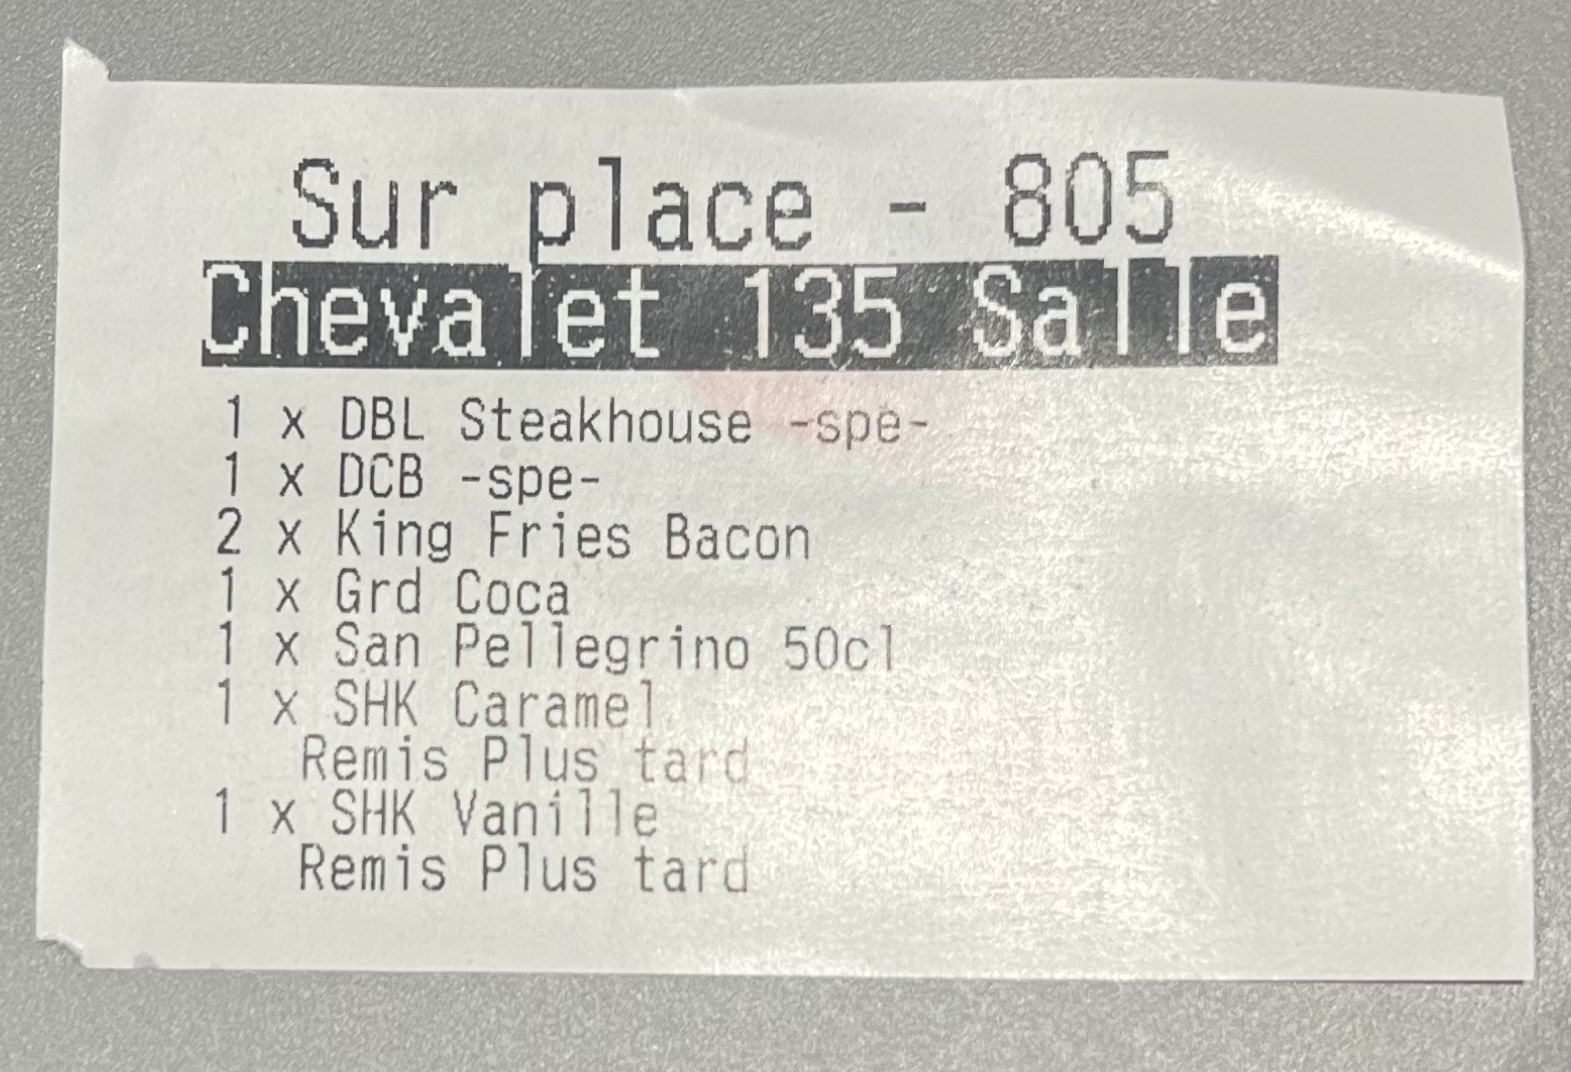 Sur place - 805
Chevalet 135 Salle
1 x DBL Steakhouse -spe-
1 x DCB -spe-
2 x King Fries Bacon
1 x Grd Coca
1 x San Pellegrino 50cl
1 x SHK Caramel
Remis Plus tard
1 x SHK Vanille
Remis Plus tard